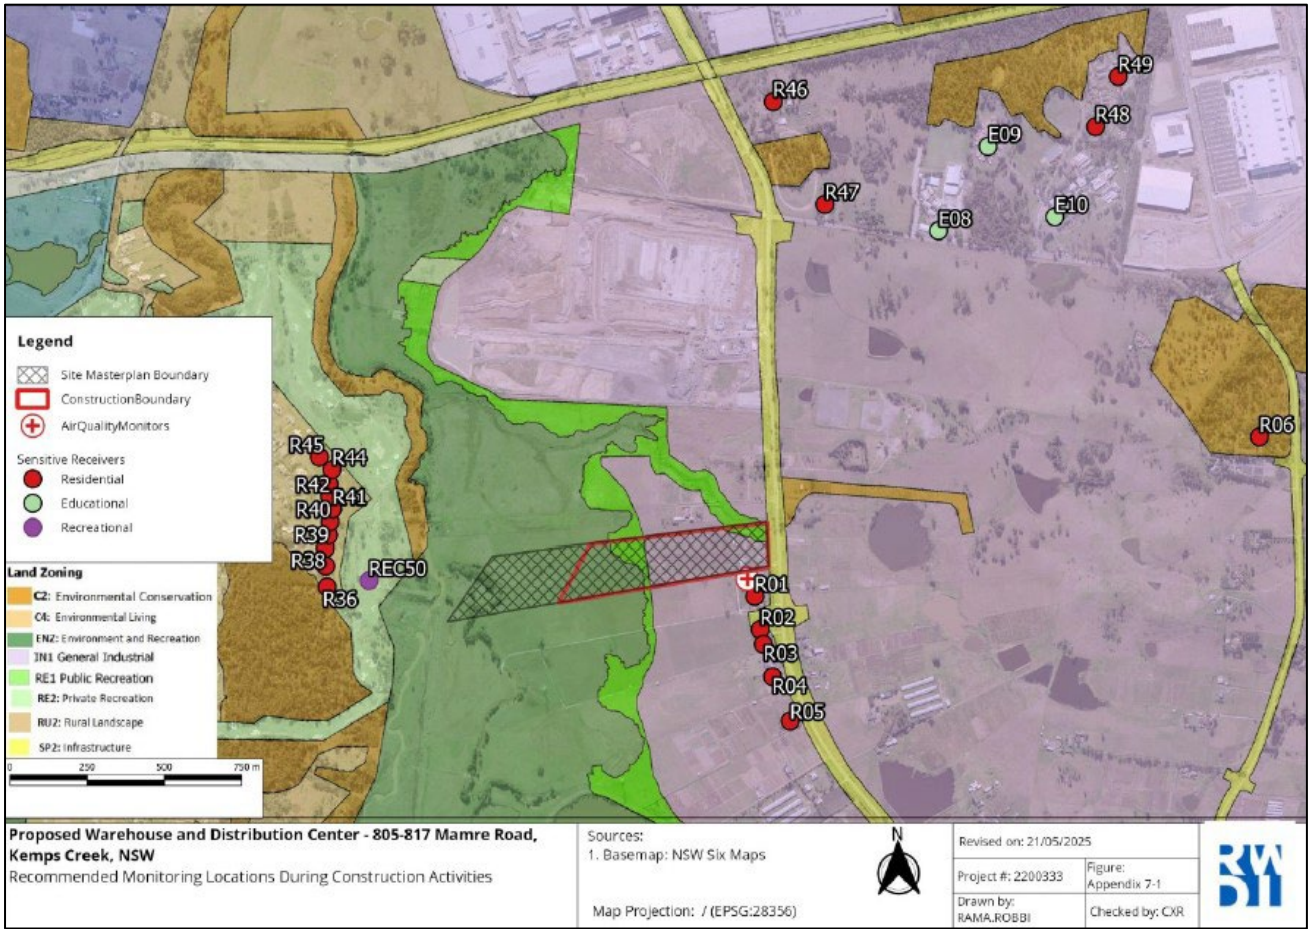 R49
R46
R48
E09
R47
E10
E08
Legend
Site Masterplan Boundary
ConstructionBoundary
AirQualityMonitors
Sensitive Receivers
Residential
Educational
Recreational
R06
R45
R44
R42
R41
R40
R39
R38
REC50
R36
R01
R02
R03
R04
R05
Land Zoning
C2: Environmental Conservation
C4: Environmental Living
EN2: Environment and Recreation
IN1 General Industrial
RE1 Public Recreation
RE2: Private Recreation
RU2: Rural Landscape
SP2: Infrastructure
0 250 500 750 m
Proposed Warehouse and Distribution Center - 805-817 Mamre Road,
Kemps Creek, NSW
Recommended Monitoring Locations During Construction Activities
Sources:
1. Basemap: NSW Six Maps
Map Projection: / (EPSG:28356)
N
Revised on: 21/05/2025
Project #: 2200333
Figure:
Appendix 7-1
Drawn by:
RAMA.ROBBI
Checked by: CXR
RWDI